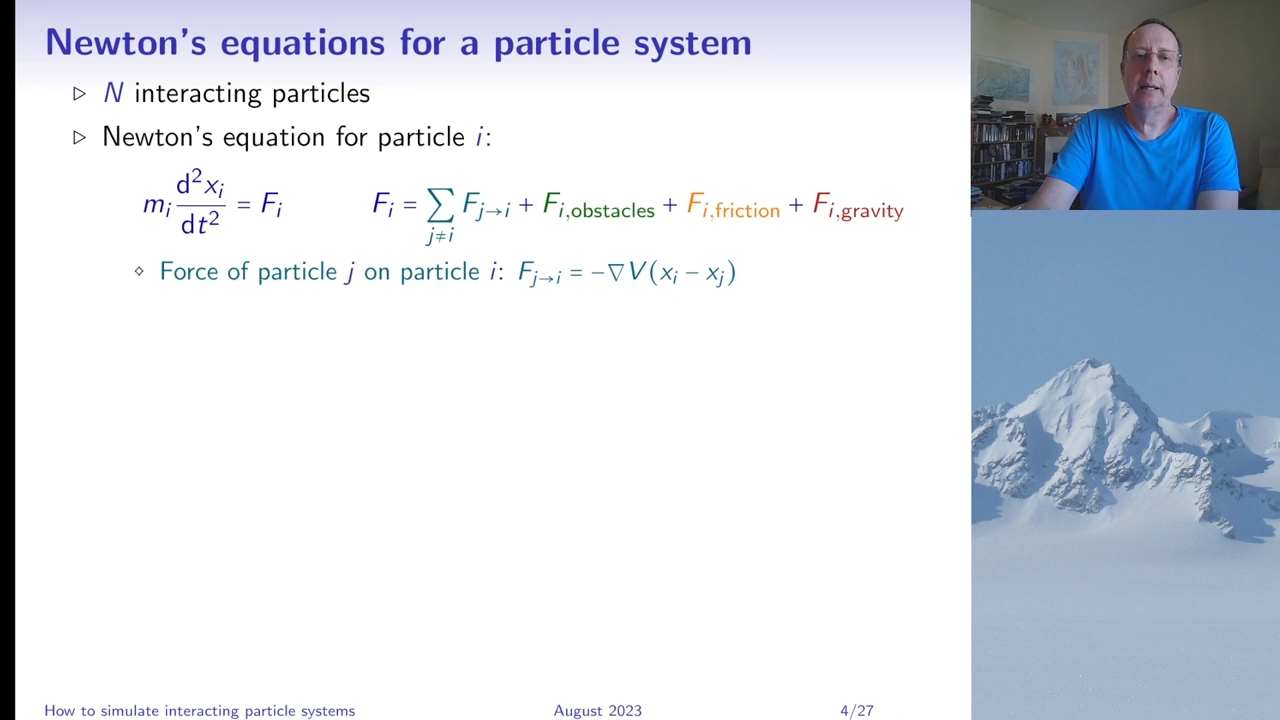 Newton's equations for a particle system
▷ N interacting particles
▷ Newton's equation for particle i:
m_i d²x_i/dt² = F_i    F_i = ∑_{j≠i} F_{j→i} + F_{i,obstacles} + F_{i,friction} + F_{i,gravity}
⋄ Force of particle j on particle i: F_{j→i} = −∇V(x_i − x_j)
How to simulate interacting particle systems    August 2023    4/27